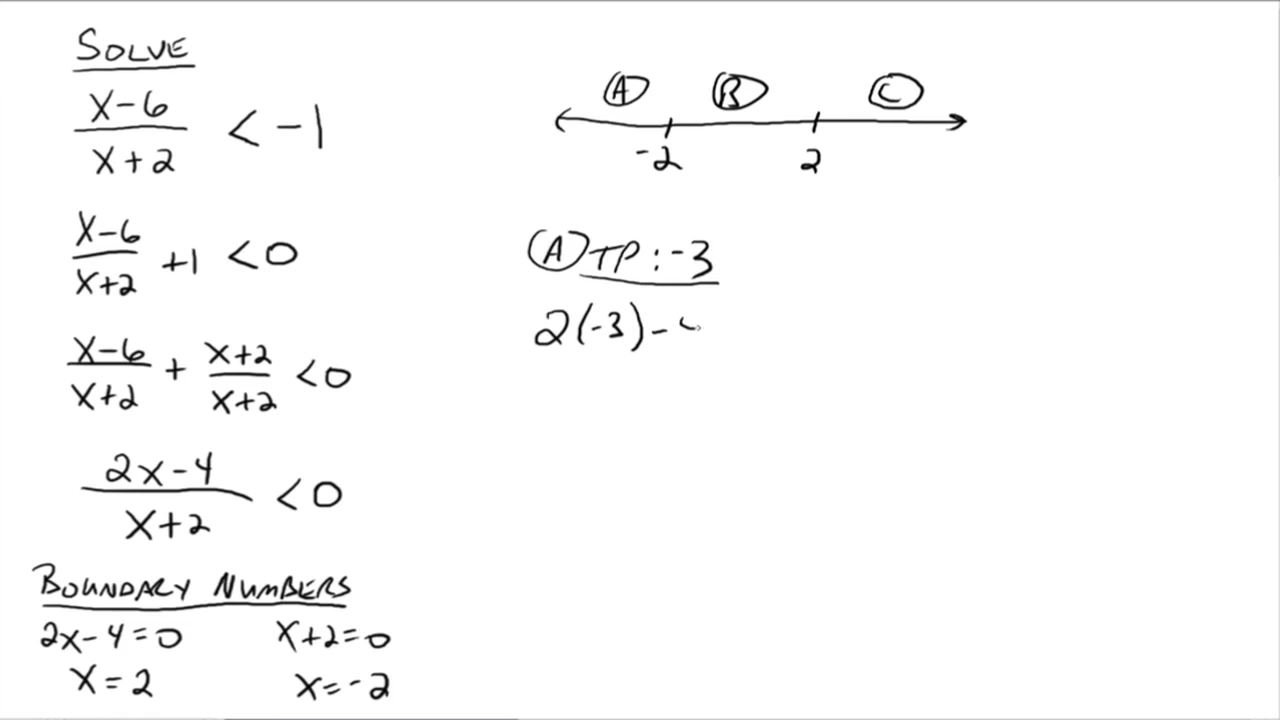 SOLVE
x-6/x+2 < -1
x-6/x+2 +1 < 0
x-6/x+2 + x+2/x+2 < 0
2x-4/x+2 < 0
BOUNDARY NUMBERS
2x-4=0 x+2=0
x=2 x=-2
A B C
-2 2
A TP: -3
2(-3)-